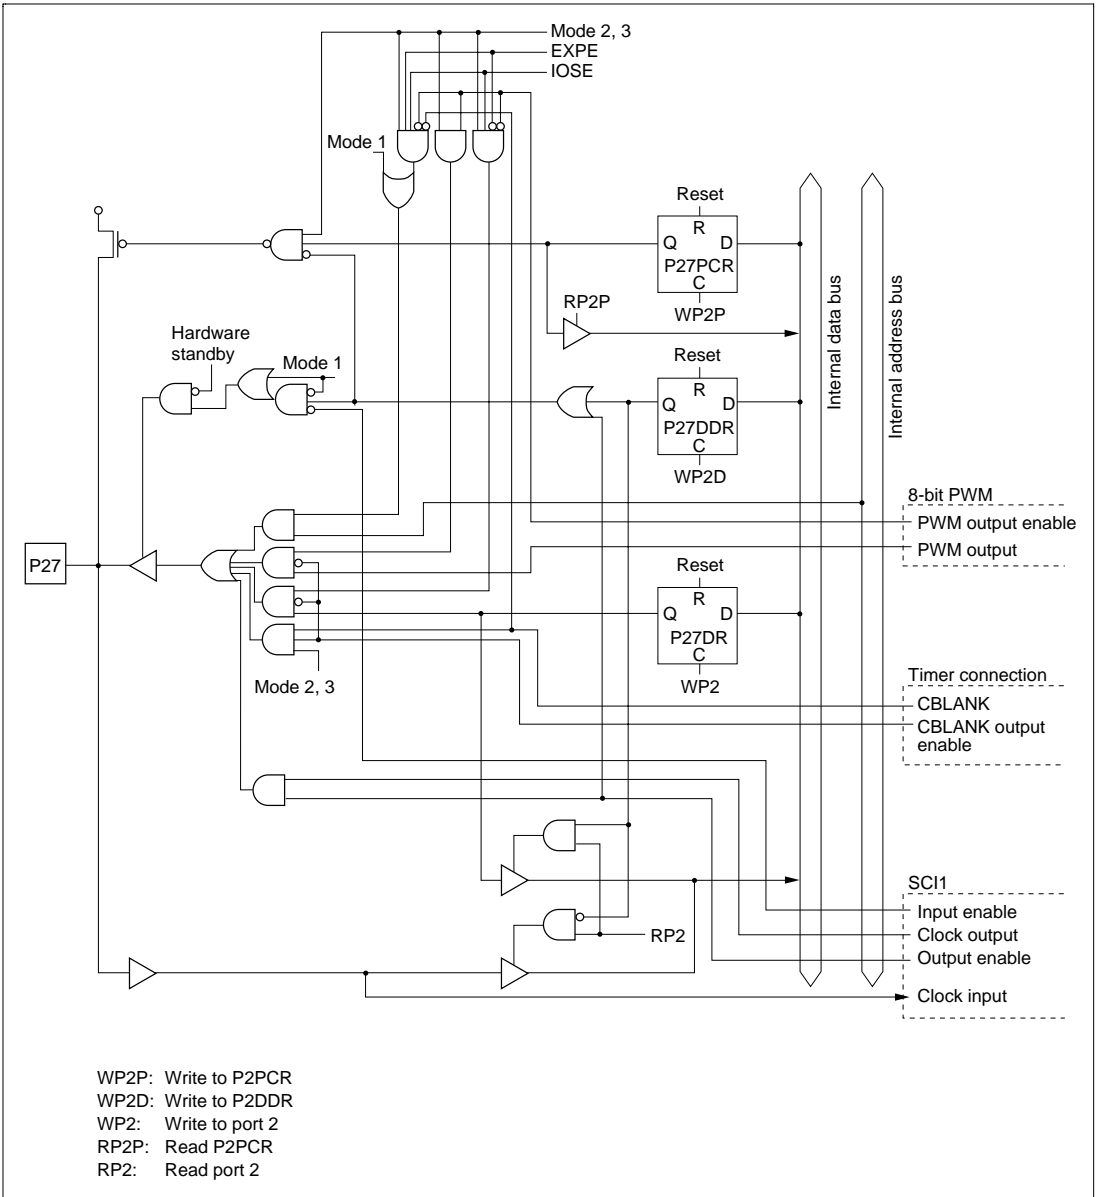 Mode 2, 3
EXPE
IOSE
Mode 1
Reset
R
Q D
P27PCR
C
WP2P
RP2P
Hardware
standby
Mode 1
Reset
R
Q D
P27DDR
C
WP2D
Internal data bus
Internal address bus
8-bit PWM
PWM output enable
PWM output
P27
Reset
R
Q D
P27DR
C
WP2
Mode 2, 3
Timer connection
CBLANK
CBLANK output
enable
SCI1
Input enable
Clock output
Output enable
Clock input
RP2
WP2P: Write to P2PCR
WP2D: Write to P2DDR
WP2: Write to port 2
RP2P: Read P2PCR
RP2: Read port 2